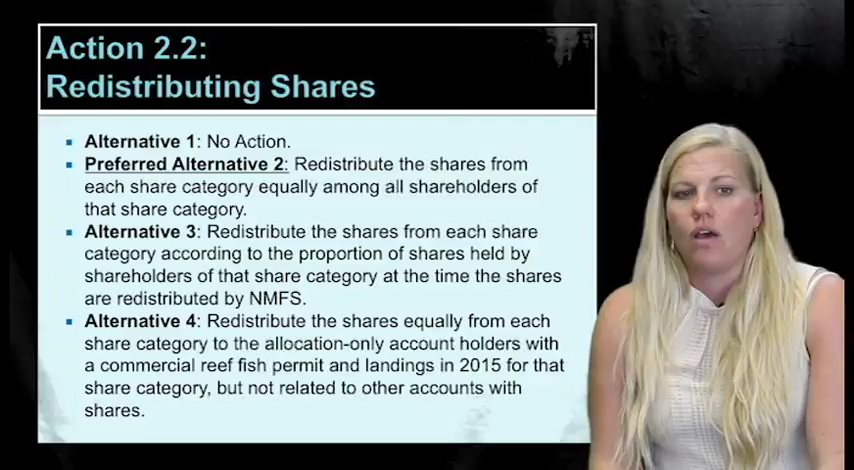 Action 2.2:
Redistributing Shares
▪ Alternative 1: No Action.
▪ Preferred Alternative 2: Redistribute the shares from
each share category equally among all shareholders of
that share category.
▪ Alternative 3: Redistribute the shares from each share
category according to the proportion of shares held by
shareholders of that share category at the time the shares
are redistributed by NMFS.
▪ Alternative 4: Redistribute the shares equally from each
share category to the allocation-only account holders with
a commercial reef fish permit and landings in 2015 for that
share category, but not related to other accounts with
shares.